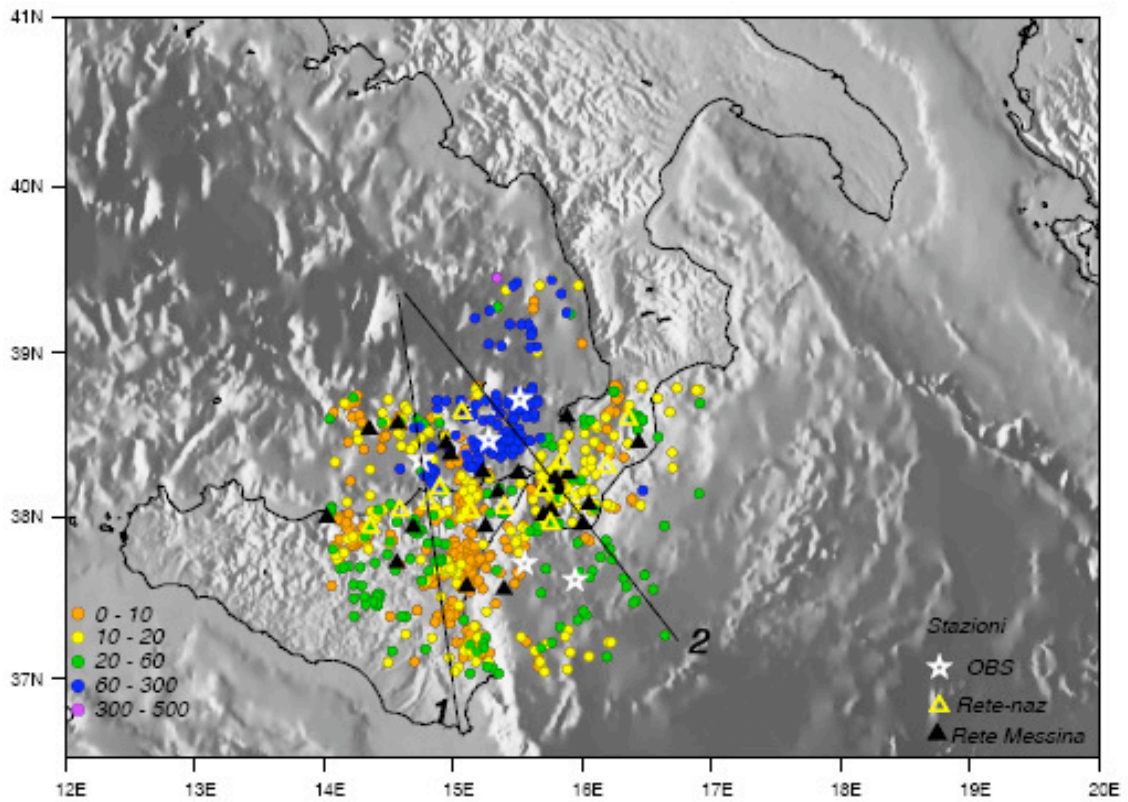 41N
40N
39N
38N
37N
0 - 10
10 - 20
20 - 60
60 - 300
300 - 500
1
2
Stazioni
OBS
Rete-naz
Rete Messina
12E 13E 14E 15E 16E 17E 18E 19E 20E